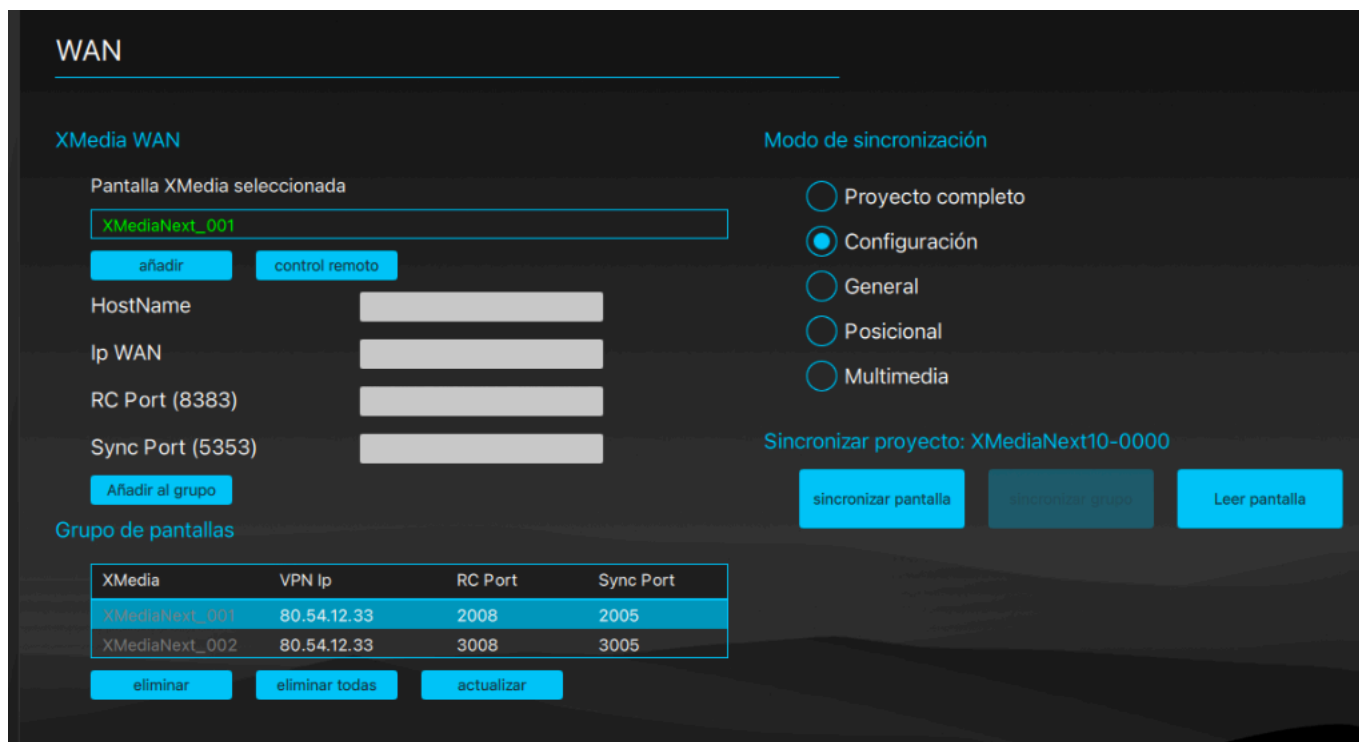 WAN
XMedia WAN
Pantalla XMedia seleccionada
XMediaNext_001
añadir control remoto
HostName
Ip WAN
RC Port (8383)
Sync Port (5353)
Añadir al grupo
Grupo de pantallas
XMedia VPN Ip RC Port Sync Port
XMediaNext_001 80.54.12.33 2008 2005
XMediaNext_002 80.54.12.33 3008 3005
eliminar eliminar todas actualizar
Modo de sincronización
Proyecto completo
Configuración
General
Posicional
Multimedia
Sincronizar proyecto: XMediaNext10-0000
sincronizar pantalla sincronizar grupo Leer pantalla